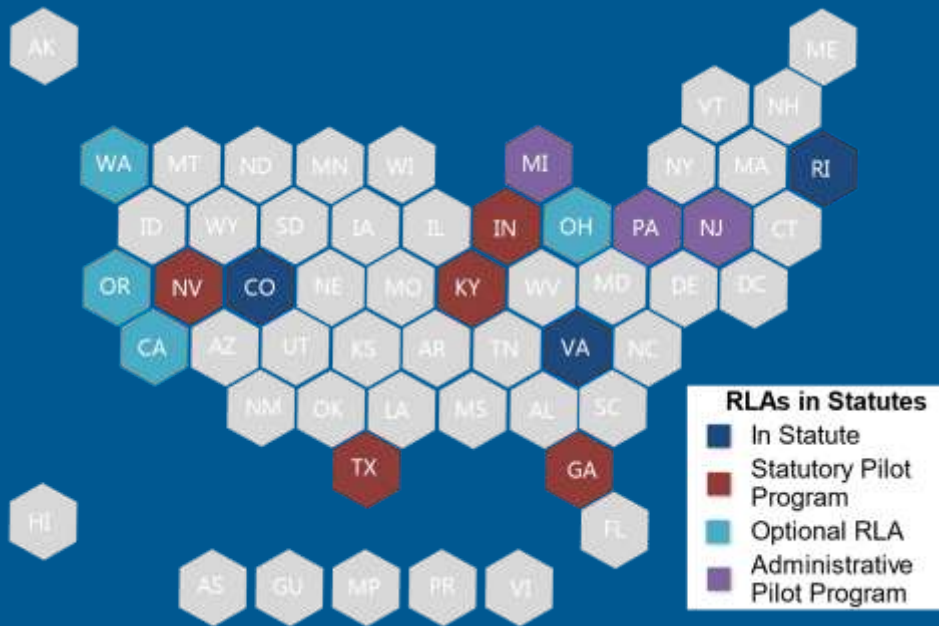 AK
ME
VT NH
WA MT ND MN WI MI NY MA RI
ID WY SD IA IL IN OH PA NJ CT
OR NV CO NE MO KY WV MD DE DC
CA AZ UT KS AR TN VA NC
NM OK LA MS AL SC
TX GA
HI FL
AS GU MP PR VI
RLAs in Statutes
In Statute
Statutory Pilot
Program
Optional RLA
Administrative
Pilot Program